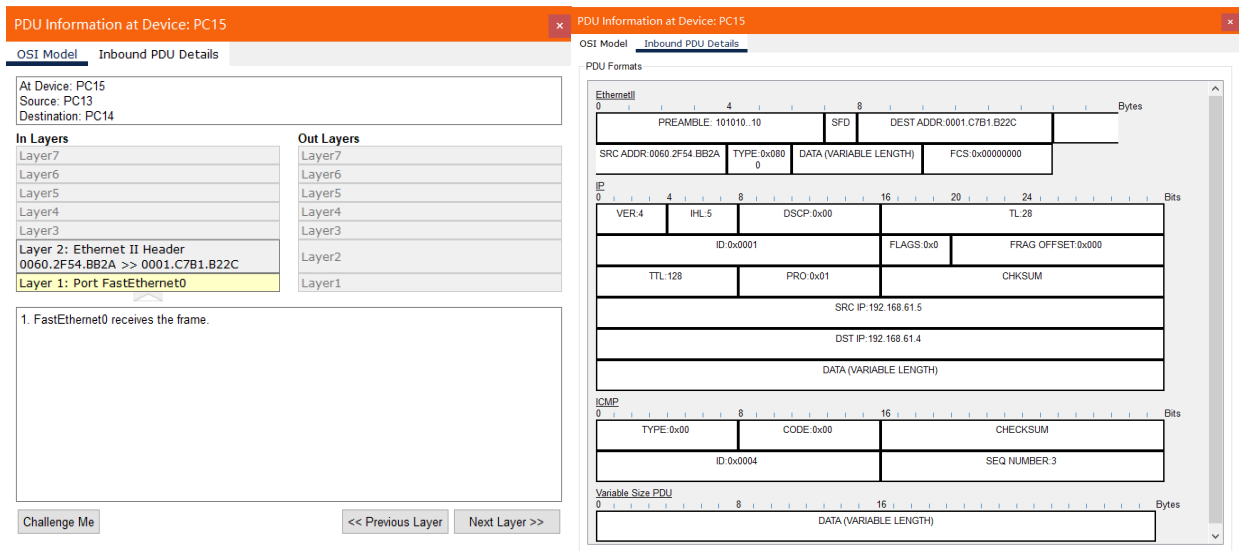 PDU Information at Device: PC15
OSI Model Inbound PDU Details
At Device: PC15
Source: PC13
Destination: PC14
In Layers Out Layers
Layer7 Layer7
Layer6 Layer6
Layer5 Layer5
Layer4 Layer4
Layer3 Layer3
Layer 2: Ethernet II Header
0060.2F54.BB2A >> 0001.C7B1.B22C Layer2
Layer 1: Port FastEthernet0 Layer1
1. FastEthernet0 receives the frame.
Challenge Me << Previous Layer Next Layer >>
PDU Information at Device: PC15
OSI Model Inbound PDU Details
PDU Formats
EthernetII
0 4 8 Bytes
PREAMBLE: 101010..10 SFD DEST ADDR:0001.C7B1.B22C
SRC ADDR:0060.2F54.BB2A TYPE:0x080 DATA (VARIABLE LENGTH) FCS:0x00000000
0
IP
0 4 8 16 20 24 Bits
VER:4 IHL:5 DSCP:0x00 TL:28
ID:0x0001 FLAGS:0x0 FRAG OFFSET:0x000
TTL:128 PRO:0x01 CHKSUM
SRC IP:192.168.61.5
DST IP:192.168.61.4
DATA (VARIABLE LENGTH)
ICMP
0 8 16 Bits
TYPE:0x00 CODE:0x00 CHECKSUM
ID:0x0004 SEQ NUMBER:3
Variable Size PDU
0 8 16 Bytes
DATA (VARIABLE LENGTH)